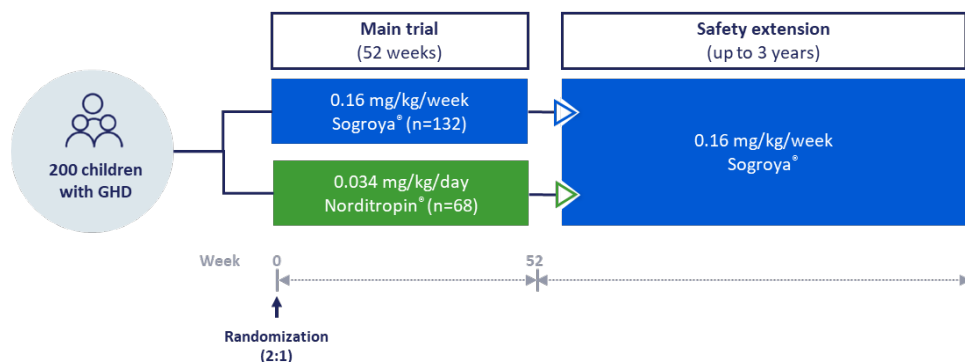 Main trial
(52 weeks)
Safety extension
(up to 3 years)
200 children
with GHD
0.16 mg/kg/week
Sogroya® (n=132)
0.034 mg/kg/day
Norditropin® (n=68)
0.16 mg/kg/week
Sogroya®
Week 0 52
Randomization
(2:1)